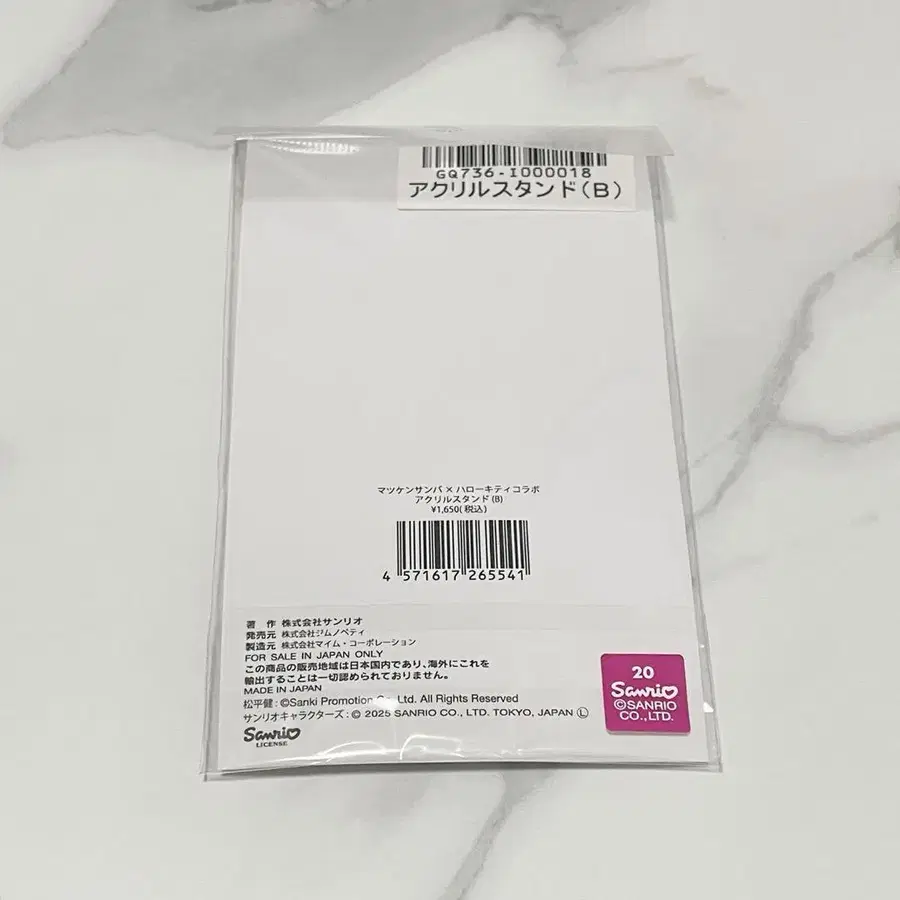 GQ736-I000018
アクリルスタンド(B)
マツケンサンバ × ハローキティコラボ
アクリルスタンド (B)
¥1,650(税込)
4 571617 265541
著 作 株式会社サンリオ
発売元 株式会社ジムノペティ
製造元 株式会社マイム・コーポレーション
FOR SALE IN JAPAN ONLY
この商品の販売地域は日本国内であり、海外にこれを
輸出することは一切認められておりません。
MADE IN JAPAN
松平健:©Sanki Promotion Co., Ltd. All Rights Reserved
サンリオキャラクターズ:© 2025 SANRIO CO., LTD. TOKYO, JAPAN Ⓛ
Sanrio
LICENSE
20
Sanrio
©SANRIO
CO., LTD.